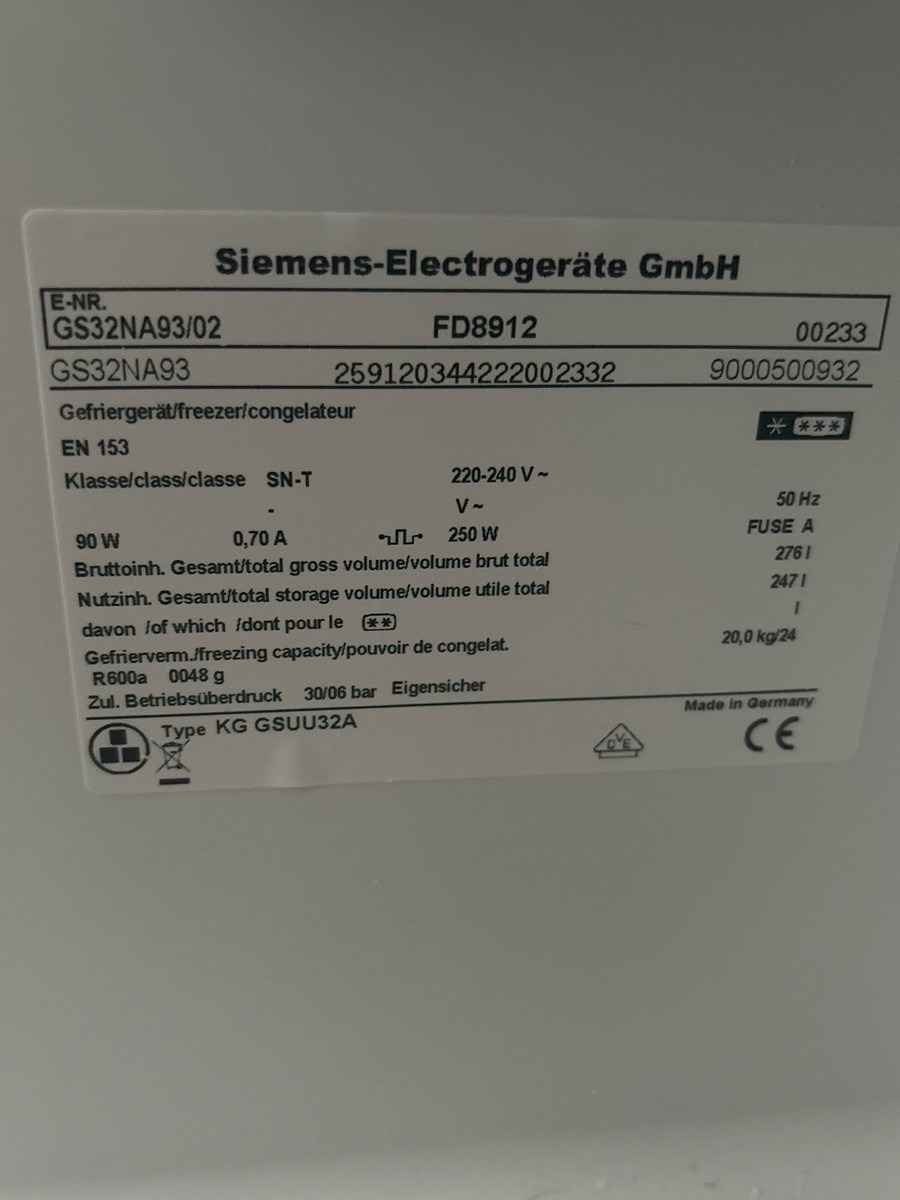 Siemens-Electrogeräte GmbH
E-NR.
GS32NA93/02 FD8912 00233
GS32NA93 259120344222002332 9000500932
Gefriergerät/freezer/congelateur
EN 153
Klasse/class/classe SN-T 220-240 V ~
- V ~ 50 Hz
90 W 0,70 A 250 W FUSE A
Bruttoinh. Gesamt/total gross volume/volume brut total 276 l
Nutzinh. Gesamt/total storage volume/volume utile total 247 l
davon /of which /dont pour le ** l
Gefrierverm./freezing capacity/pouvoir de congelat. 20,0 kg/24
R600a 0048 g
Zul. Betriebsüberdruck 30/06 bar Eigensicher
Made in Germany
Type KG GSUU32A
DVE
CE